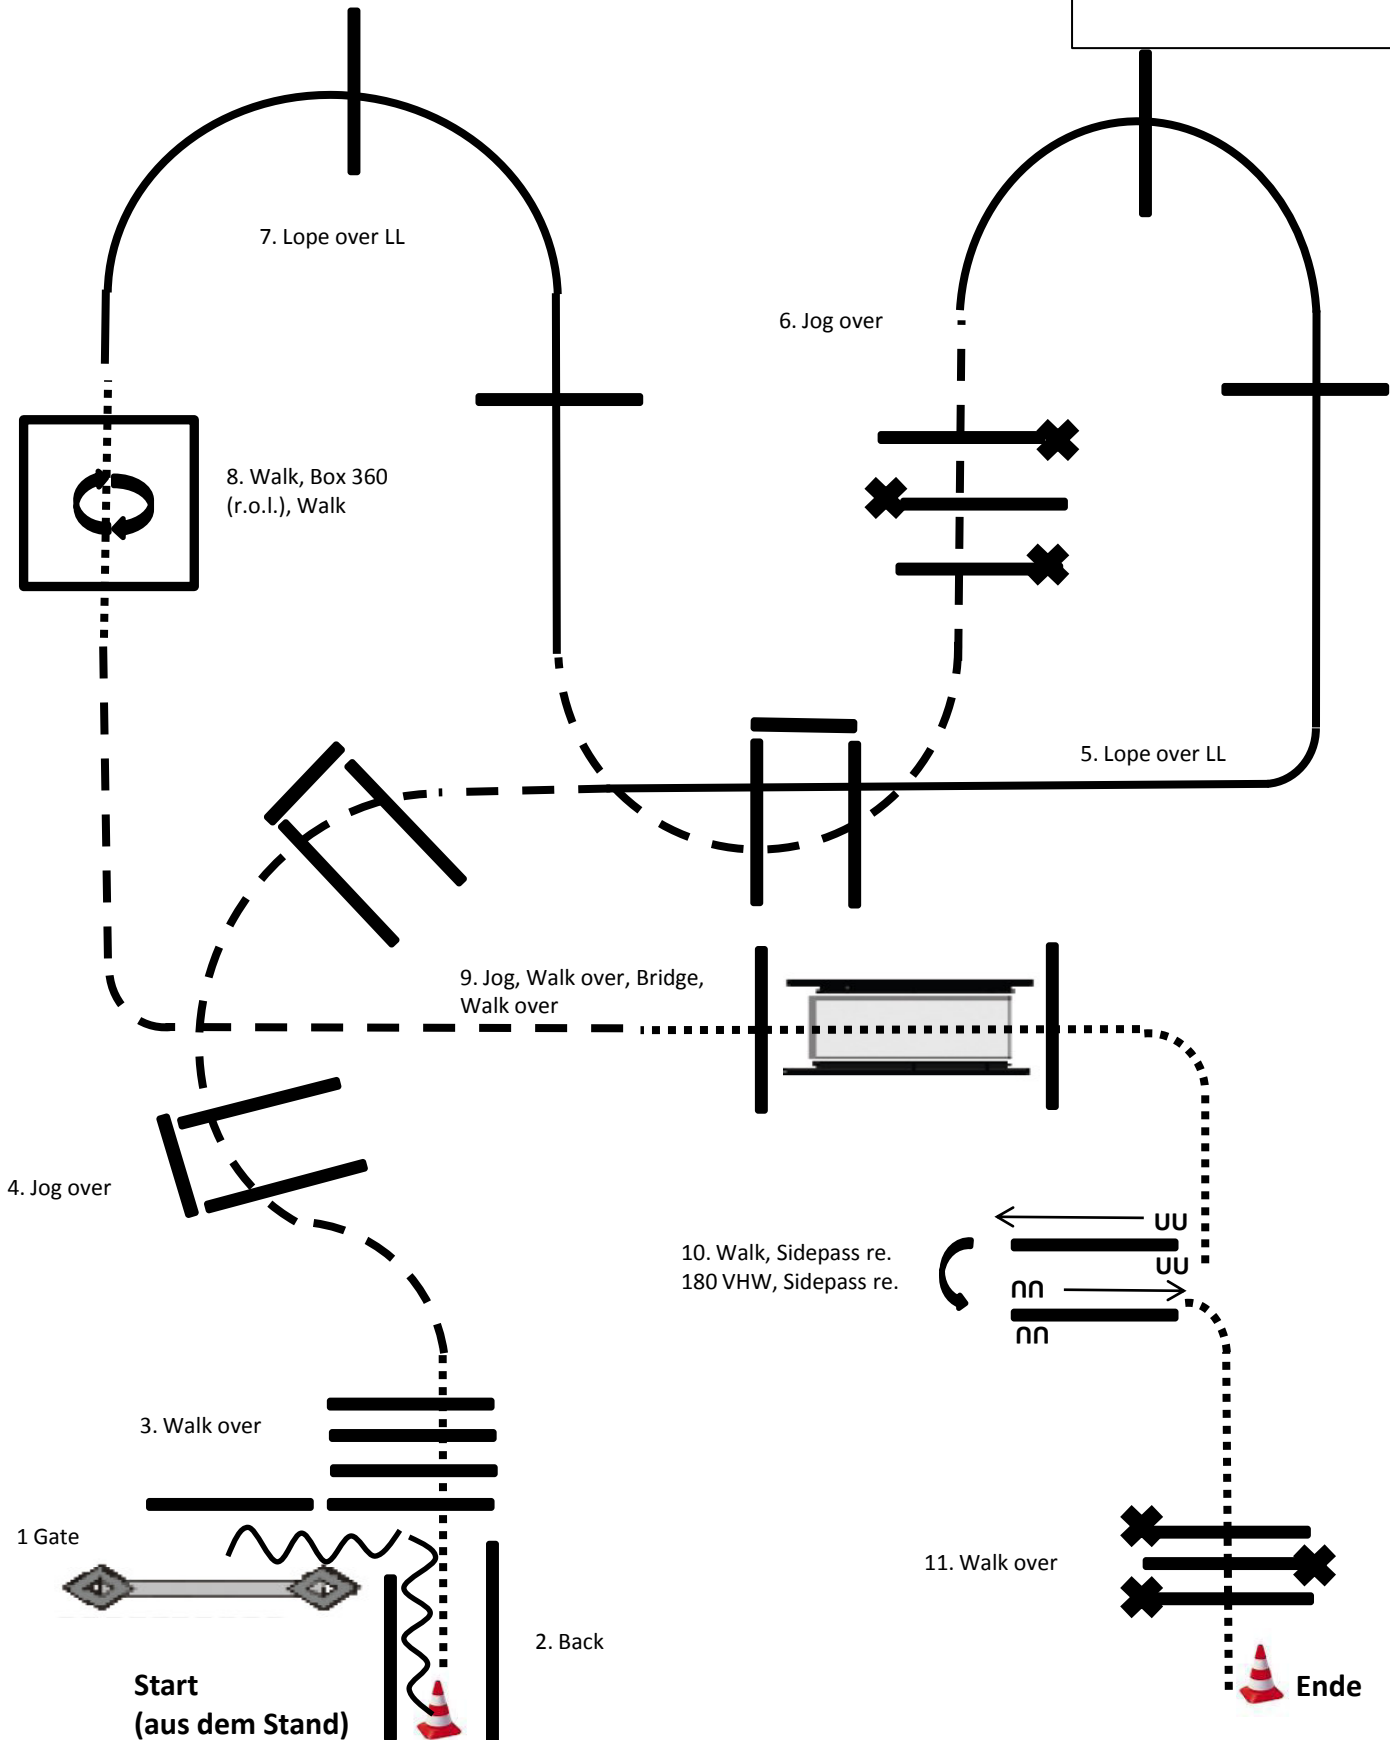 7. Lope over LL
6. Jog over
8. Walk, Box 360
(r.o.l.), Walk
5. Lope over LL
9. Jog, Walk over, Bridge,
Walk over
4. Jog over
10. Walk, Sidepass re.
180 VHW, Sidepass re.
3. Walk over
1 Gate
11. Walk over
2. Back
Start
(aus dem Stand)
Ende